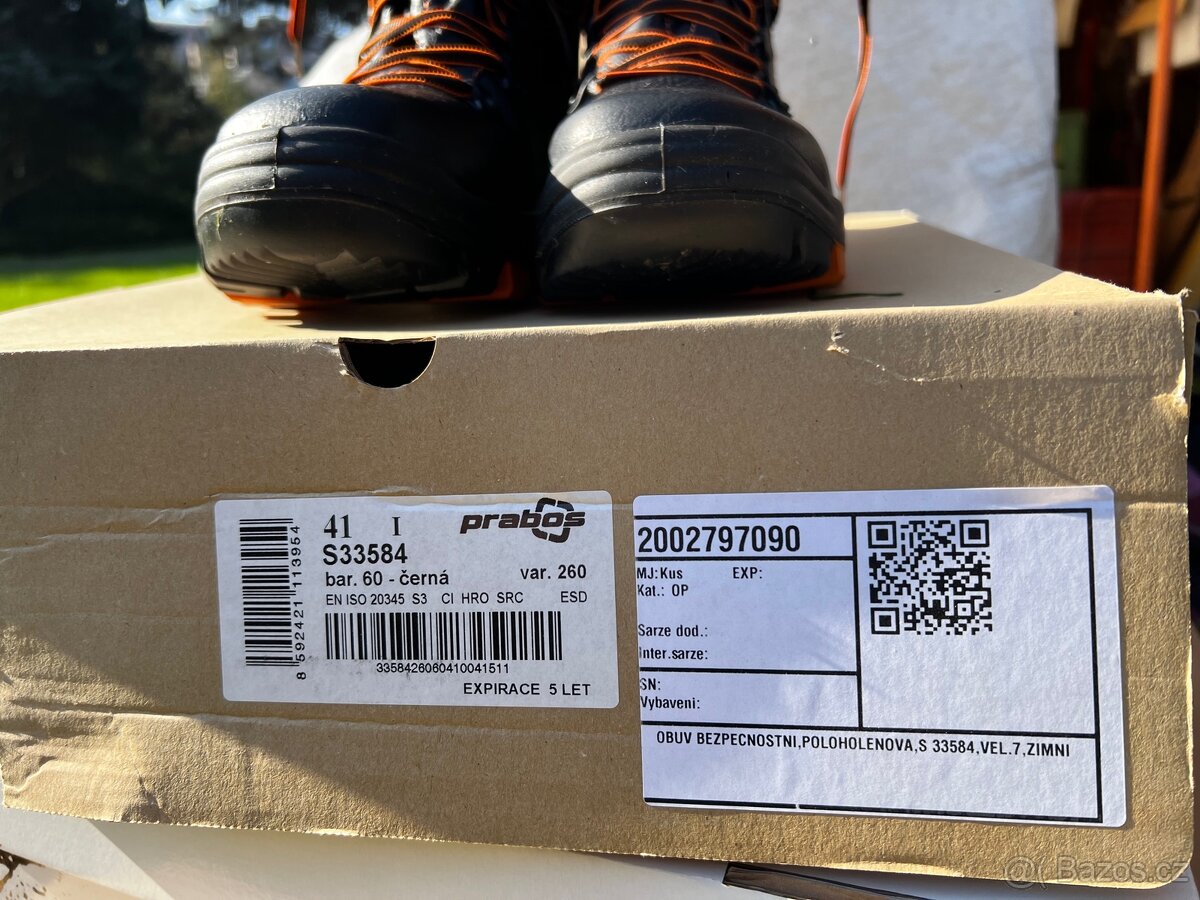 41 I
prabos
S33584
bar. 60 - černá var. 260
EN ISO 20345 S3 CI HRO SRC ESD
8 592421 113954
3358426060410041511
EXPIRACE 5 LET
2002797090
MJ:Kus EXP:
Kat.: OP
Sarze dod.:
Inter.sarze:
SN:
Vybaveni:
OBUV BEZPECNOSTNI,POLOHOLENOVA,S 33584,VEL.7,ZIMNI
Bazos.cz